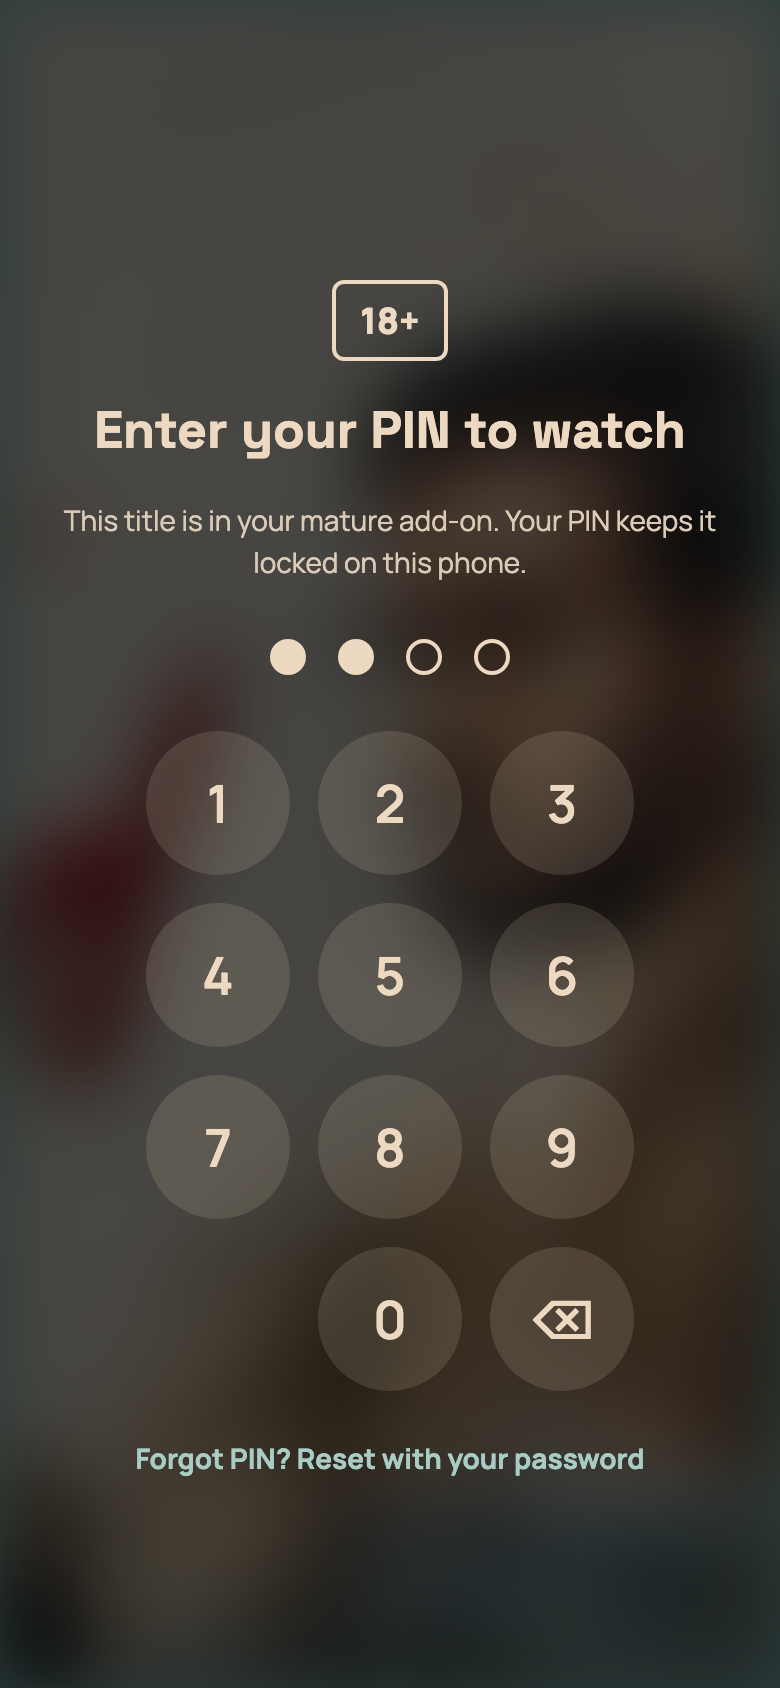 18+
Enter your PIN to watch
This title is in your mature add-on. Your PIN keeps it
locked on this phone.
1 2 3
4 5 6
7 8 9
0
Forgot PIN? Reset with your password